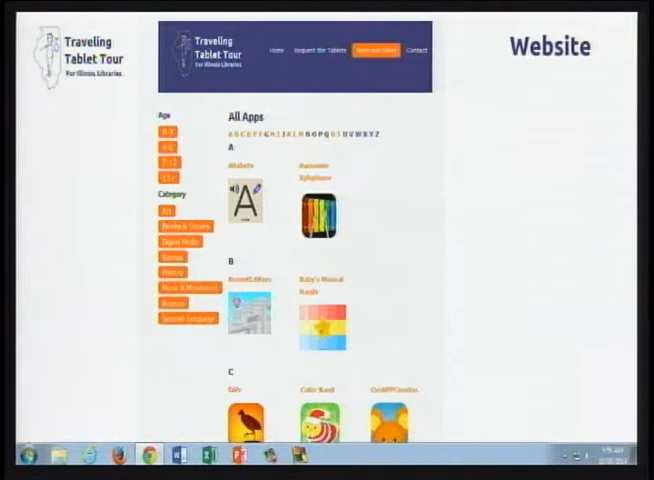 Traveling
Tablet Tour
For Illinois Libraries
Traveling
Tablet Tour
For Illinois Libraries
Home
Request the Tablets
Apps and More
Contact
Website
Age
0-3
4-6
7-12
13+
Category
Art
Books & Stories
Digital Media
Games
History
Music & Movement
Science
Spanish Language
All Apps
A B C D E F G H I J K L M N O P Q R S T U V W X Y Z
A
Alfabeto
Awesome
Xylophone
A
B
Baby's Musical
Hands
C
Color Band